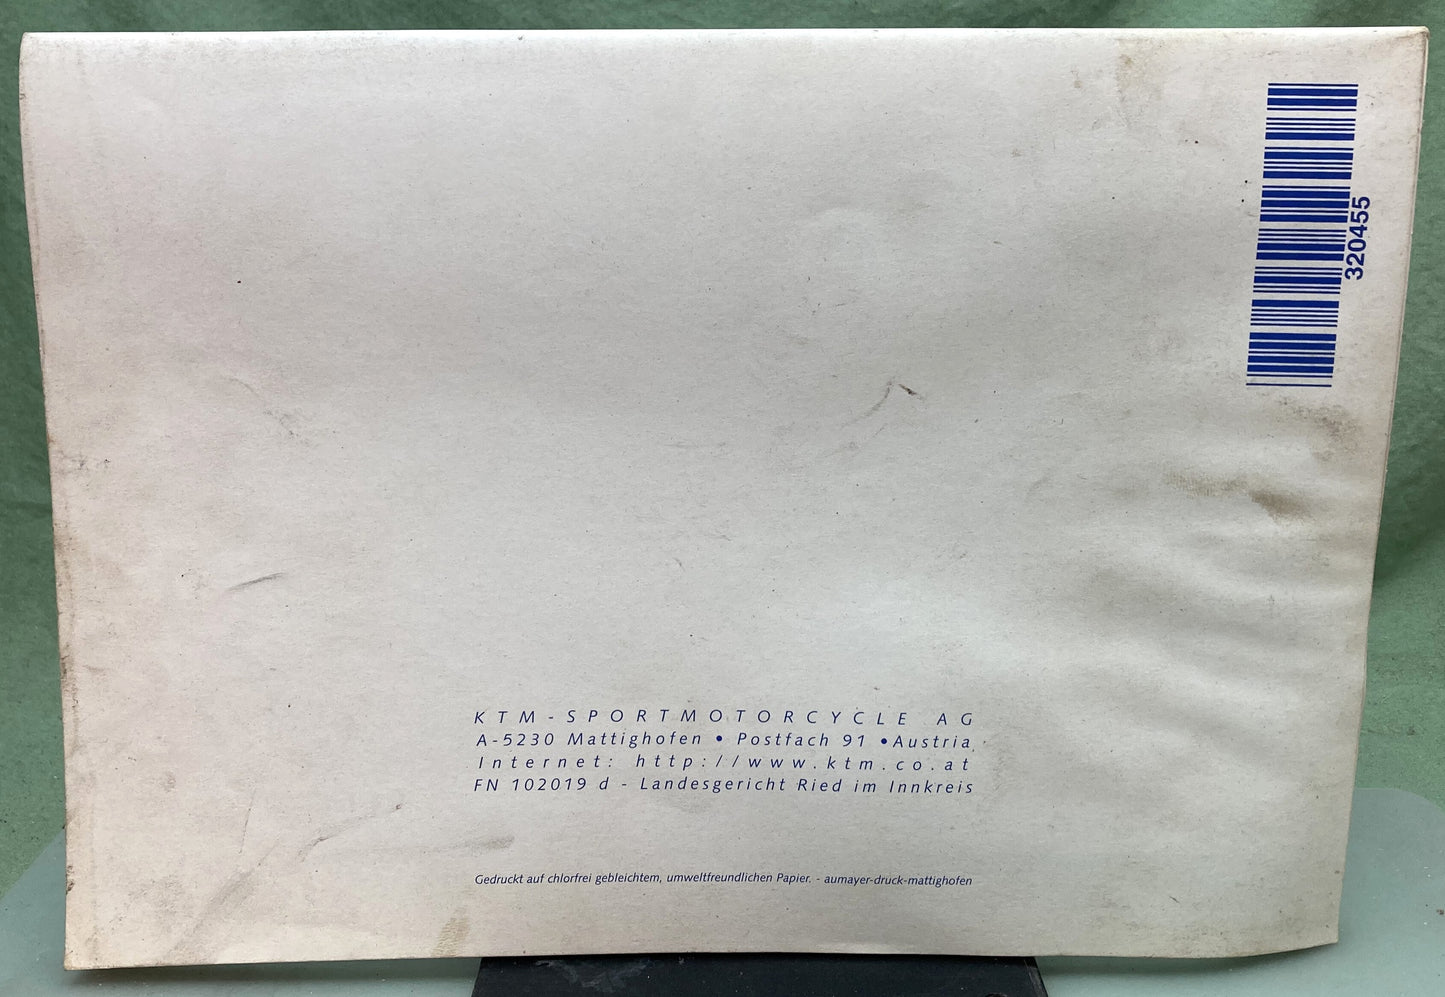 320455
KTM-SPORTMOTORCYCLE AG
A-5230 Mattighofen • Postfach 91 •Austria
Internet: http://www.ktm.co.at
FN 102019 d - Landesgericht Ried im Innkreis
Gedruckt auf chlorfrei gebleichtem, umweltfreundlichen Papier. - aumayer-druck-mattighofen